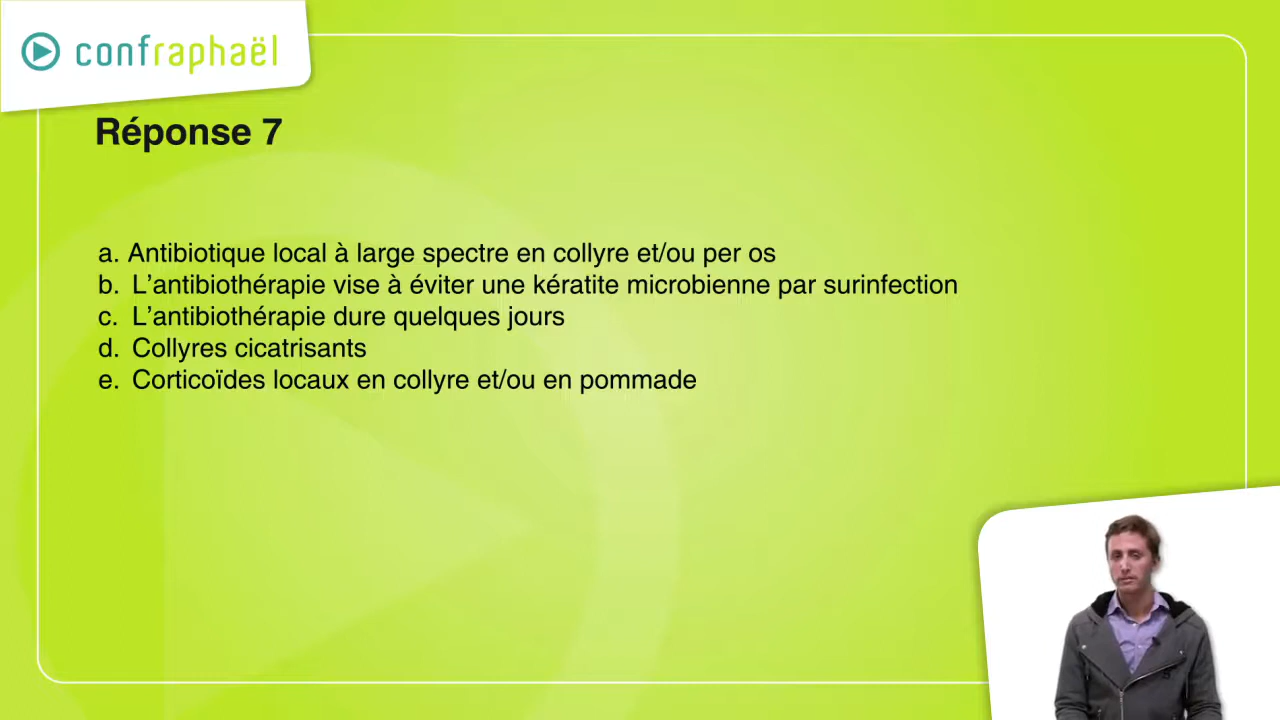 confraphaël
Réponse 7
a. Antibiotique local à large spectre en collyre et/ou per os
b. L’antibiothérapie vise à éviter une kératite microbienne par surinfection
c. L’antibiothérapie dure quelques jours
d. Collyres cicatrisants
e. Corticoïdes locaux en collyre et/ou en pommade